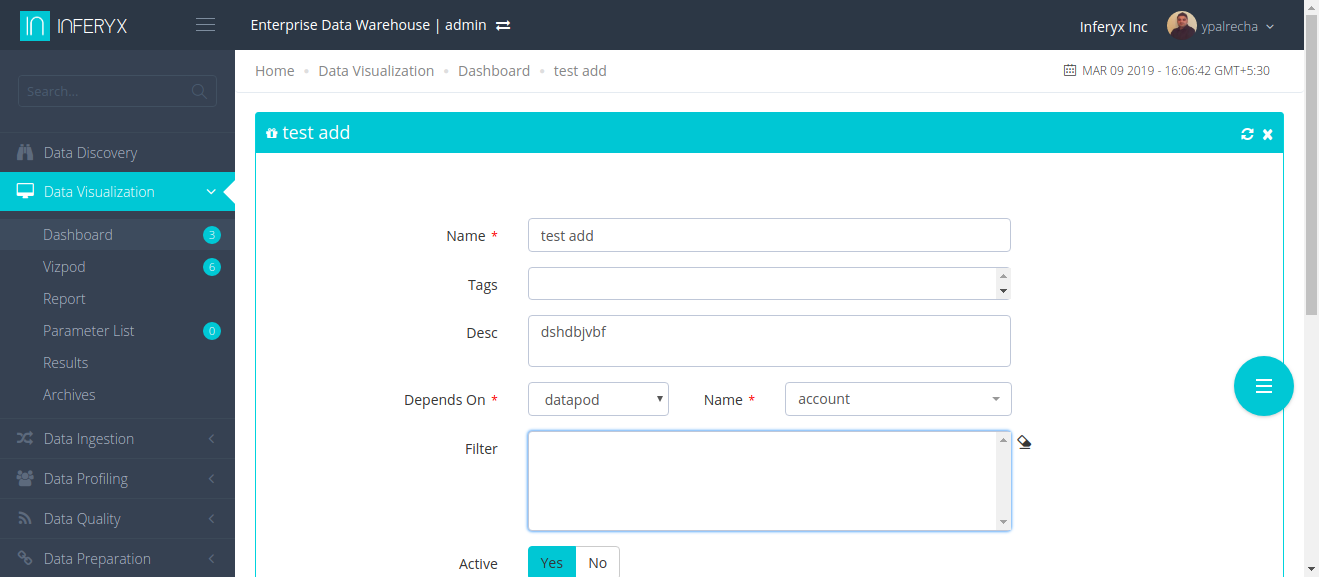 IN INFERYX
Enterprise Data Warehouse | admin
Inferyx Inc
ypalrecha
Home • Data Visualization • Dashboard • test add
MAR 09 2019 - 16:06:42 GMT+5:30
Search...
Data Discovery
Data Visualization
Dashboard 3
Vizpod 6
Report
Parameter List 0
Results
Archives
Data Ingestion
Data Profiling
Data Quality
Data Preparation
test add
Name * test add
Tags
Desc dshdbjvbf
Depends On * datapod Name * account
Filter
Active Yes No